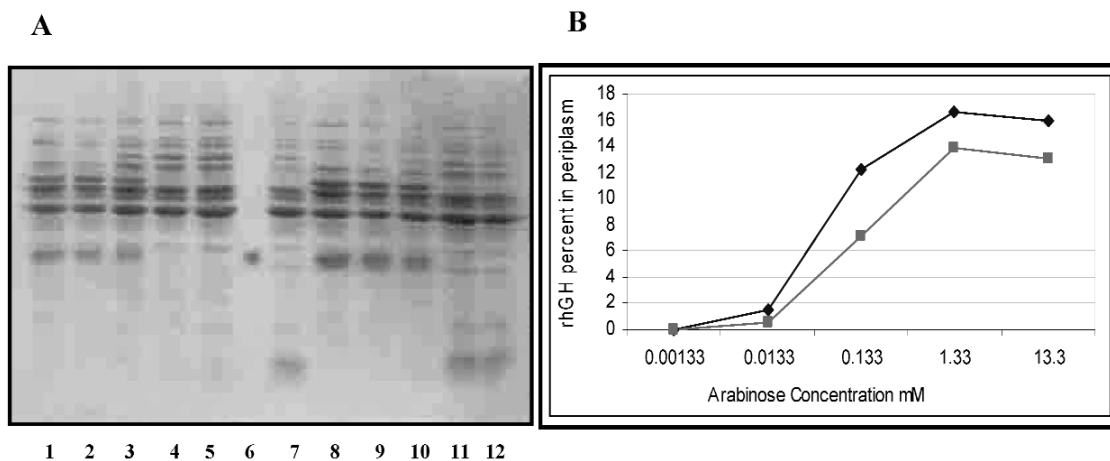 A
B
1 2 3 4 5 6 7 8 9 10 11 12
rhGH percent in periplasm
18
16
14
12
10
8
6
4
2
0
0.00133 0.0133 0.133 1.33 13.3
Arabinose Concentration mM